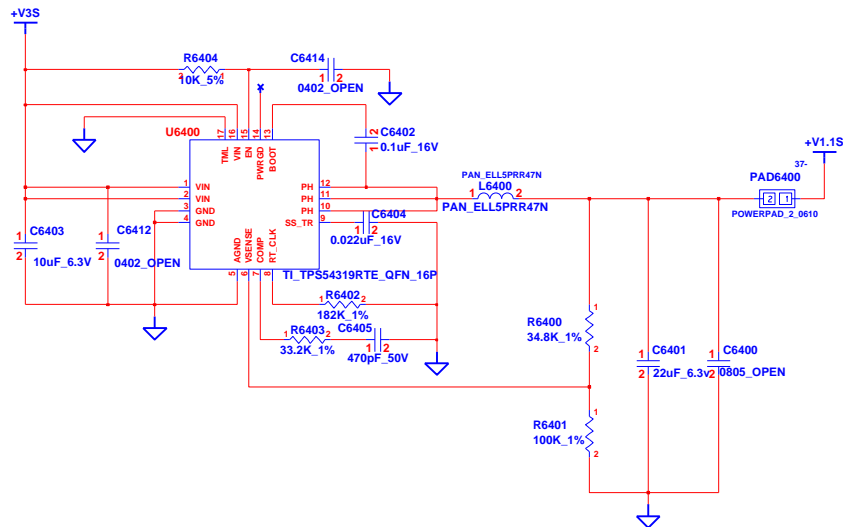 +V3S
R6404
2 1
10K_5%
C6414
1 2
0402_OPEN
U6400
17 16 15 14 13
TML VIN EN PWRGD BOOT
2
C6402
0.1uF_16V
1
+V1.1S
1 VIN
2 VIN
3 GND
4 GND
PH 12
PH 11
PH 10
SS_TR 9
PAN_ELL5PRR47N
L6400
1 2
PAN_ELL5PRR47N
37-
PAD6400
2 1
POWERPAD_2_0610
C6404
1 2
0.022uF_16V
1
C6403
2
10uF_6.3V
1
C6412
2
0402_OPEN
AGND VSENSE COMP RT_CLK
5 6 7 8
TI_TPS54319RTE_QFN_16P
R6402
1 2
182K_1%
R6403
1 2
33.2K_1%
C6405
1 2
470pF_50V
1
R6400
34.8K_1%
2
1
C6401
2
22uF_6.3v
1
C6400
2
0805_OPEN
1
R6401
100K_1%
2